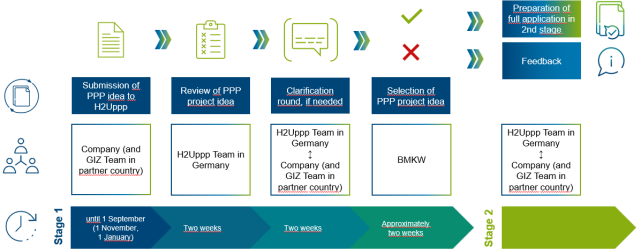 Preparation of
full application in
2nd stage
Feedback
Submission of
PPP idea to
H2Uppp
Review of PPP
project idea
Clarification
round, if needed
Selection of
PPP project idea
Company (and
GIZ Team in
partner country)
H2Uppp Team in
Germany
H2Uppp Team in
Germany
↕
Company (and
GIZ Team in
partner country)
BMKW
H2Uppp Team in
Germany
↕
Company (and
GIZ Team in
partner country)
Stage 1
until 1 September
(1 November,
1 January)
Two weeks
Two weeks
Approximately
two weeks
Stage 2